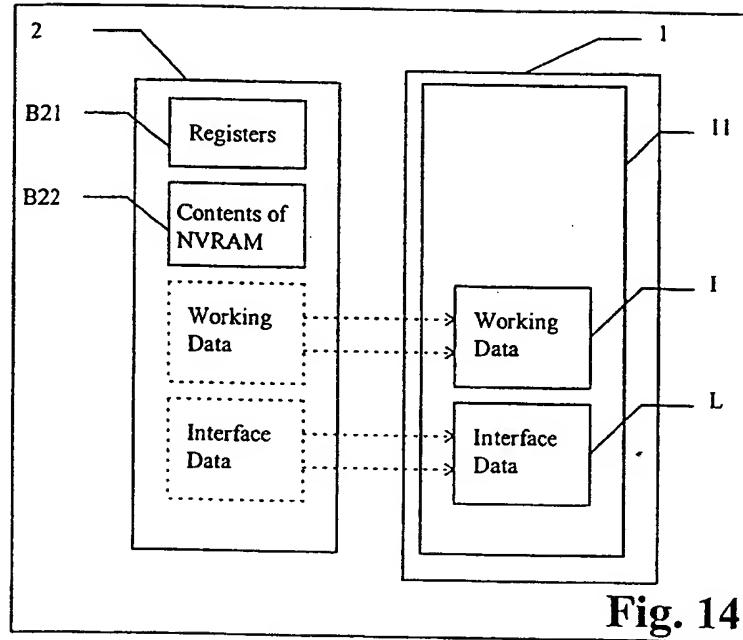 2
1
B21
Registers
11
B22
Contents of
NVRAM
Working
Data
Working
Data
I
Interface
Data
Interface
Data
L
Fig. 14